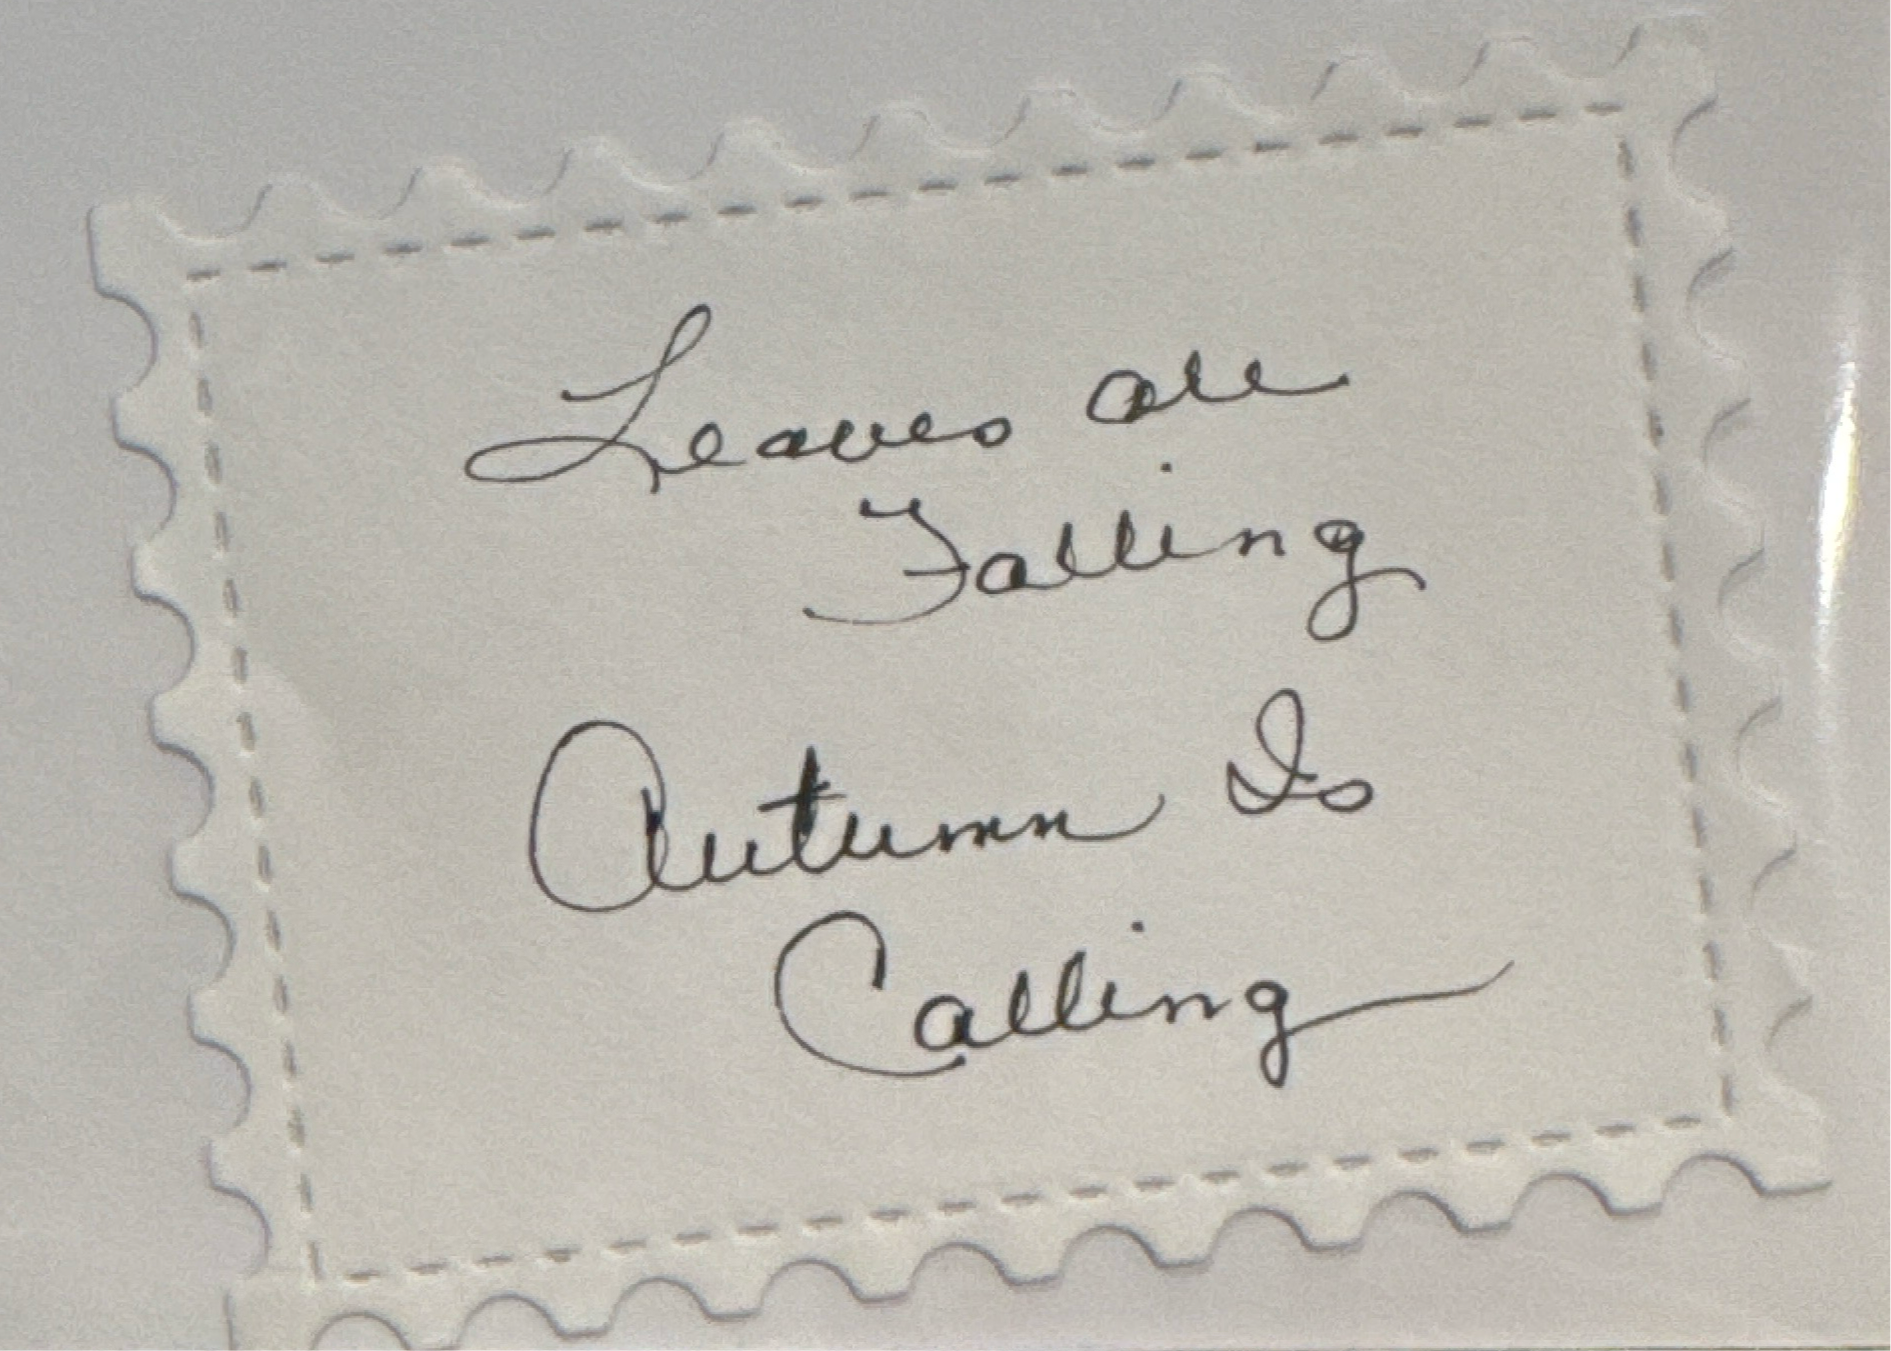 Leaves are
Falling
Autumn Is
Calling